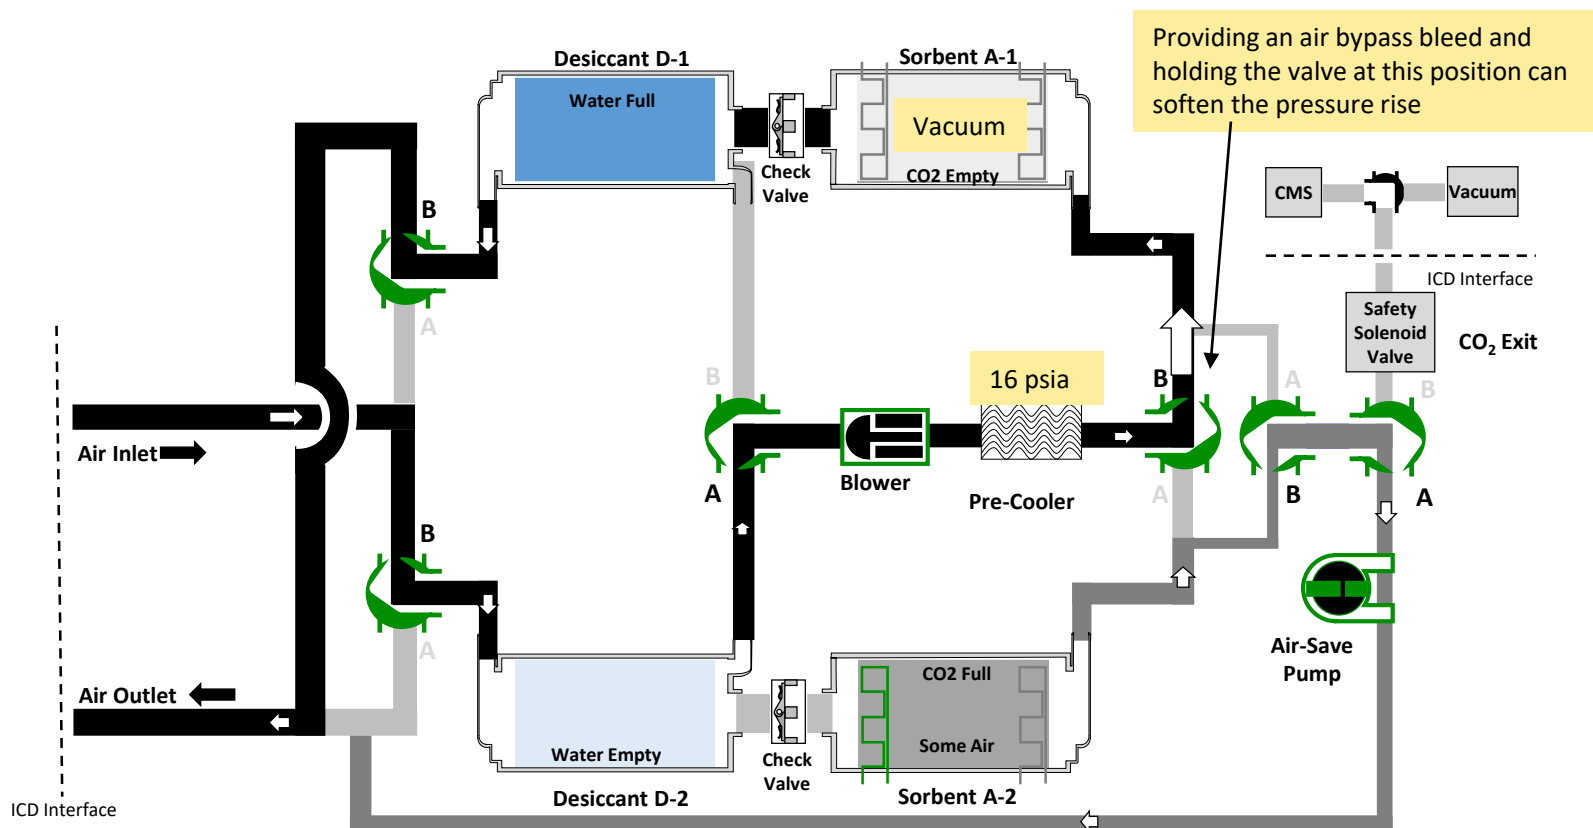 Providing an air bypass bleed and
holding the valve at this position can
soften the pressure rise
Desiccant D-1
Sorbent A-1
Water Full
Vacuum
Check
Valve
CO2 Empty
CMS
Vacuum
ICD Interface
B
A
Safety
Solenoid
Valve
CO₂ Exit
16 psia
B
B
A
B
Air Inlet
A
Blower
Pre-Cooler
A
B
A
B
A
Air-Save
Pump
Air Outlet
CO2 Full
Some Air
Water Empty
Check
Valve
Desiccant D-2
Sorbent A-2
ICD Interface